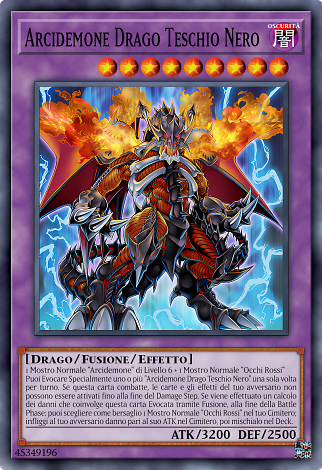 Arcidemone Drago Teschio Nero
OSCURITÀ
闇
[Drago/Fusione/Effetto]
1 Mostro Normale "Arcidemone" di Livello 6 + 1 Mostro Normale "Occhi Rossi"
Puoi Evocare Specialmente uno o più "Arcidemone Drago Teschio Nero" una sola volta
per turno. Se questa carta combatte, le carte e gli effetti del tuo avversario non
possono essere attivati fino alla fine del Damage Step. Se viene effettuato un calcolo
dei danni che coinvolge questa carta Evocata tramite Fusione, alla fine della Battle
Phase: puoi scegliere come bersaglio 1 Mostro Normale "Occhi Rossi" nel tuo Cimitero;
infliggi al tuo avversario danno pari al suo ATK nel Cimitero, poi mischialo nel Deck.
ATK/3200 DEF/2500
45349196